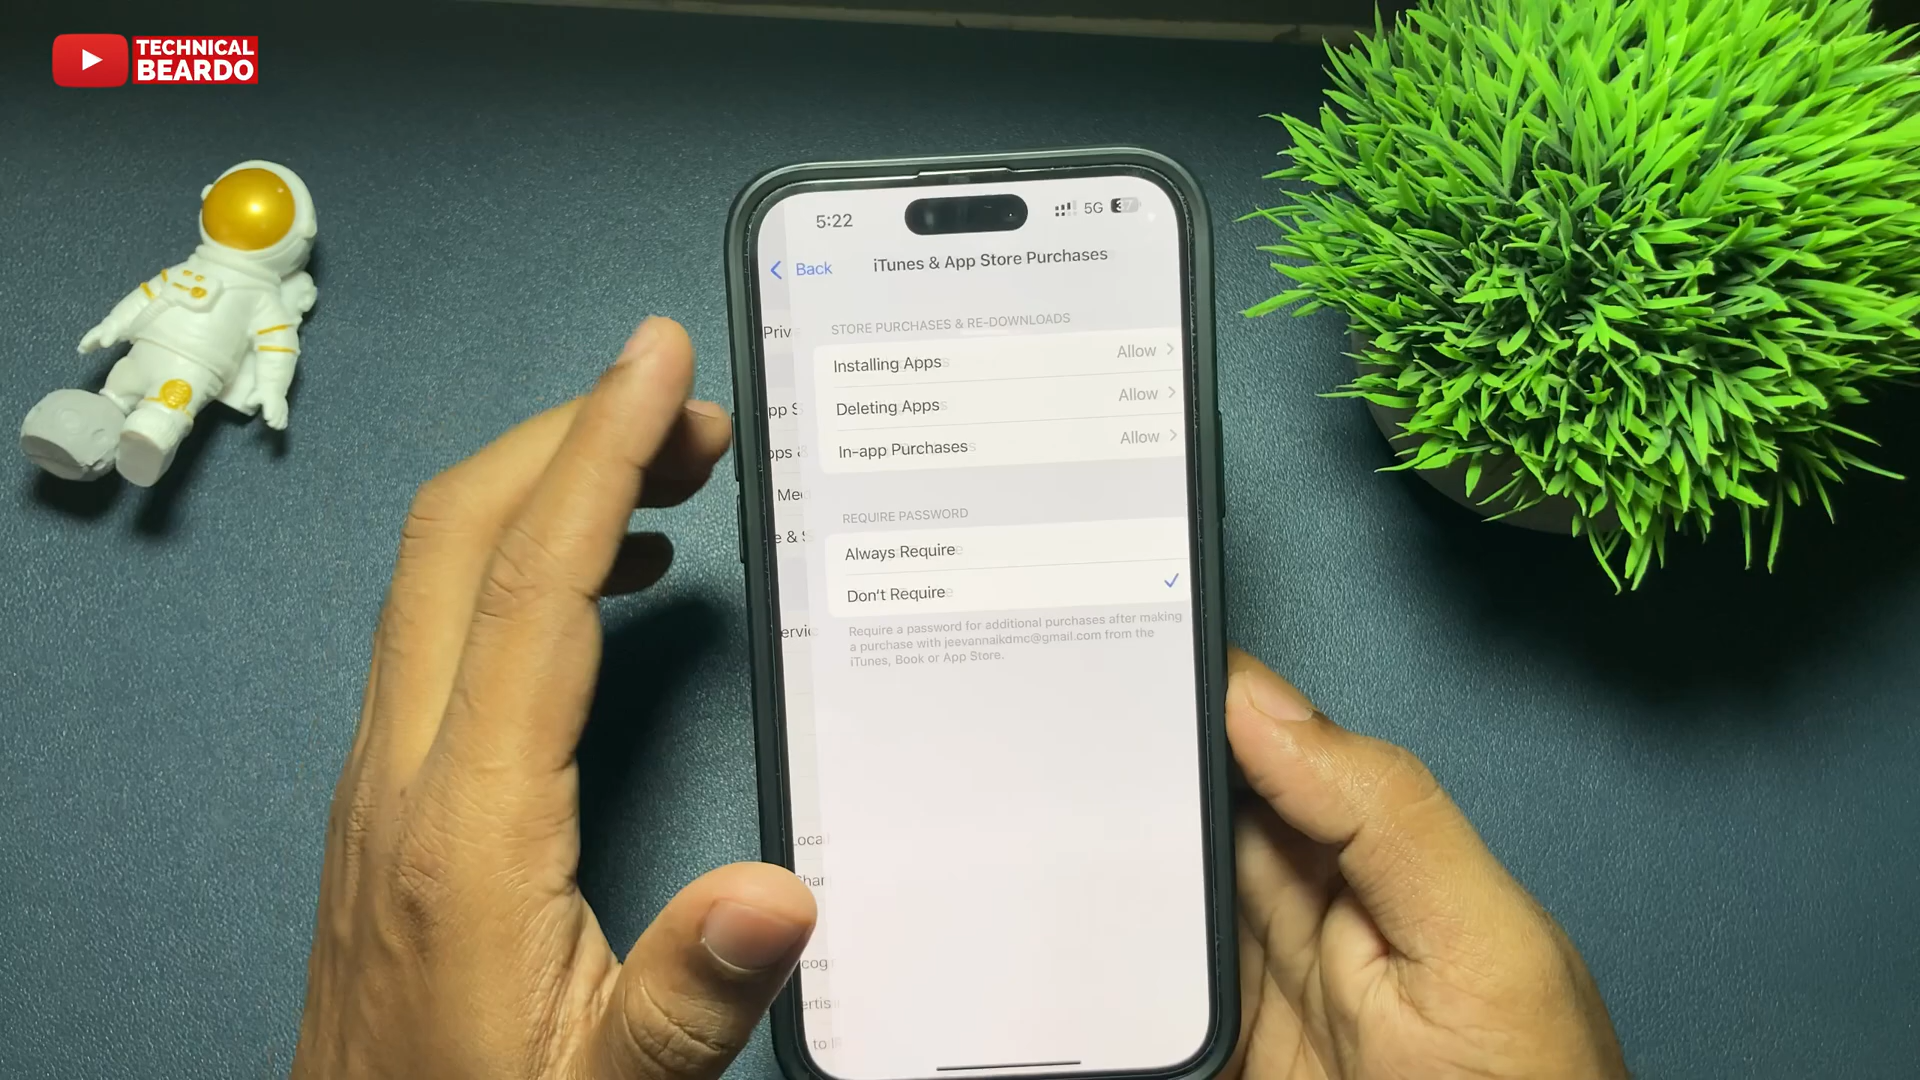 TECHNICAL
BEARDO
5:22
5G 37
Back
iTunes & App Store Purchases
STORE PURCHASES & RE-DOWNLOADS
Installing Apps Allow
Deleting Apps Allow
In-app Purchases Allow
REQUIRE PASSWORD
Always Require
Don't Require
Require a password for additional purchases after making
a purchase with jeevannaikdmc@gmail.com from the
iTunes, Book or App Store.